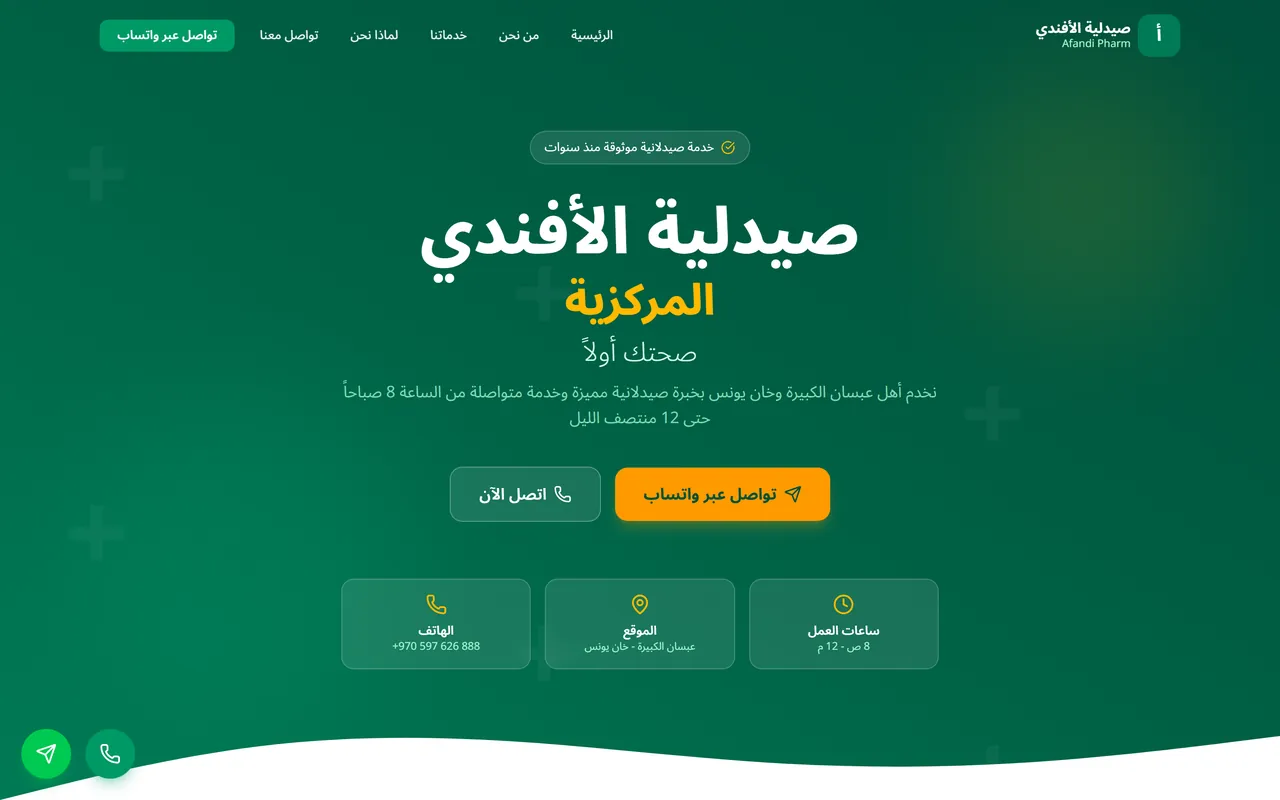 أ
صيدلية الأفندي
Afandi Pharm
الرئيسية
من نحن
خدماتنا
لماذا نحن
تواصل معنا
تواصل عبر واتساب
خدمة صيدلانية موثوقة منذ سنوات
صيدلية الأفندي
المركزية
صحتك أولاً
نخدم أهل عبسان الكبيرة وخان يونس بخبرة صيدلانية مميزة وخدمة متواصلة من الساعة 8 صباحاً
حتى 12 منتصف الليل
تواصل عبر واتساب
اتصل الآن
ساعات العمل
8 ص - 12 م
الموقع
عبسان الكبيرة - خان يونس
الهاتف
+970 597 626 888